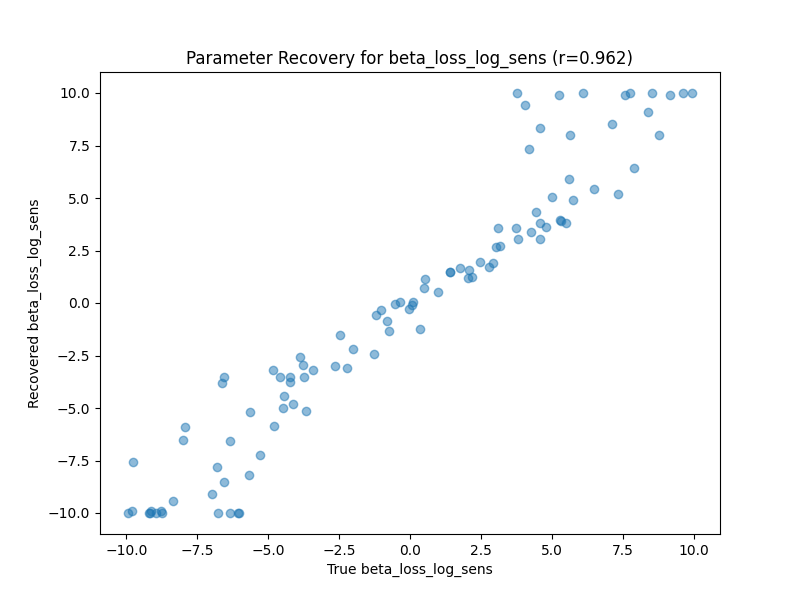 Parameter Recovery for beta_loss_log_sens (r=0.962)
10.0
7.5
5.0
2.5
0.0
−2.5
−5.0
−7.5
−10.0
Recovered beta_loss_log_sens
−10.0 −7.5 −5.0 −2.5 0.0 2.5 5.0 7.5 10.0
True beta_loss_log_sens